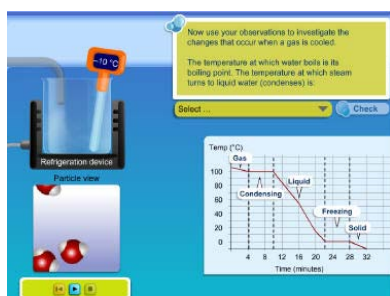 -10 °C
Now use your observations to investigate the
changes that occur when a gas is cooled.
The temperature at which water boils is its
boiling point. The temperature at which steam
turns to liquid water (condenses) is:
Select ...
Check
Refrigeration device
Particle view
Temp (°C)
Gas
100
Condensing
Liquid
80
60
40
Freezing
20
Solid
0
4 8 12 16 20 24 28 32
Time (minutes)